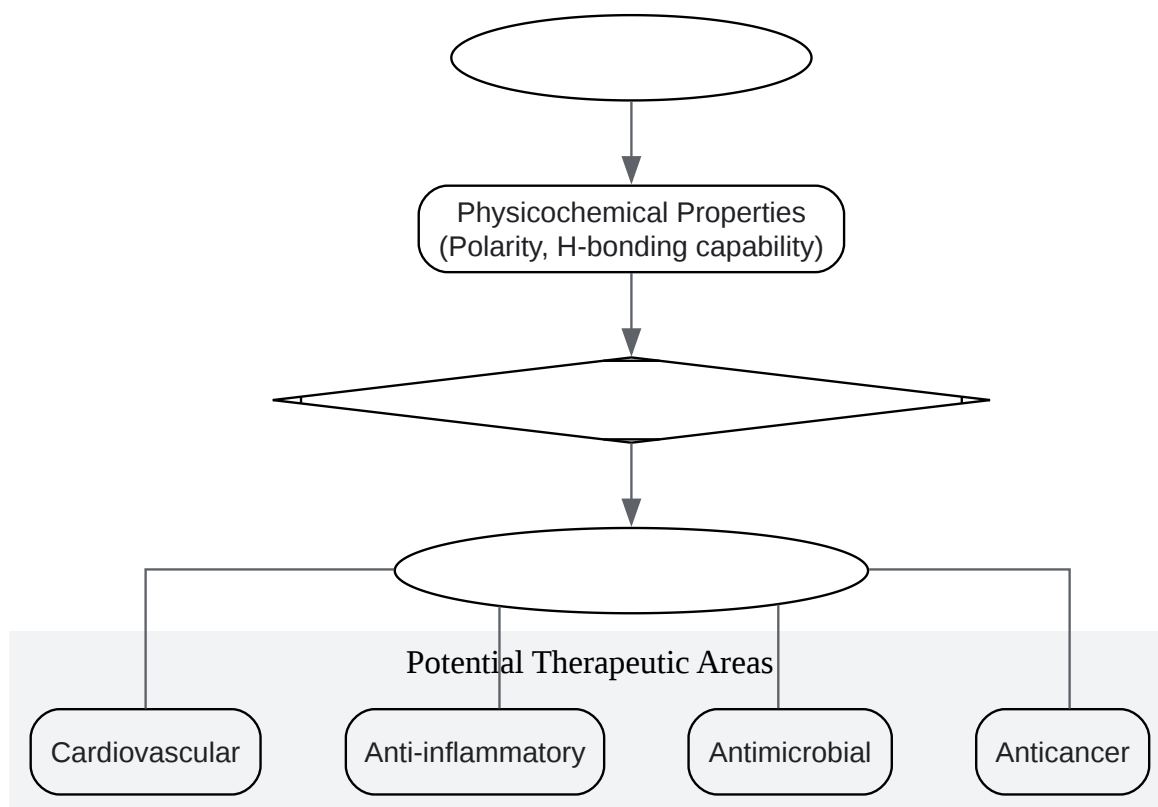 Physicochemical Properties
(Polarity, H-bonding capability)
Potential Therapeutic Areas
Cardiovascular
Anti-inflammatory
Antimicrobial
Anticancer